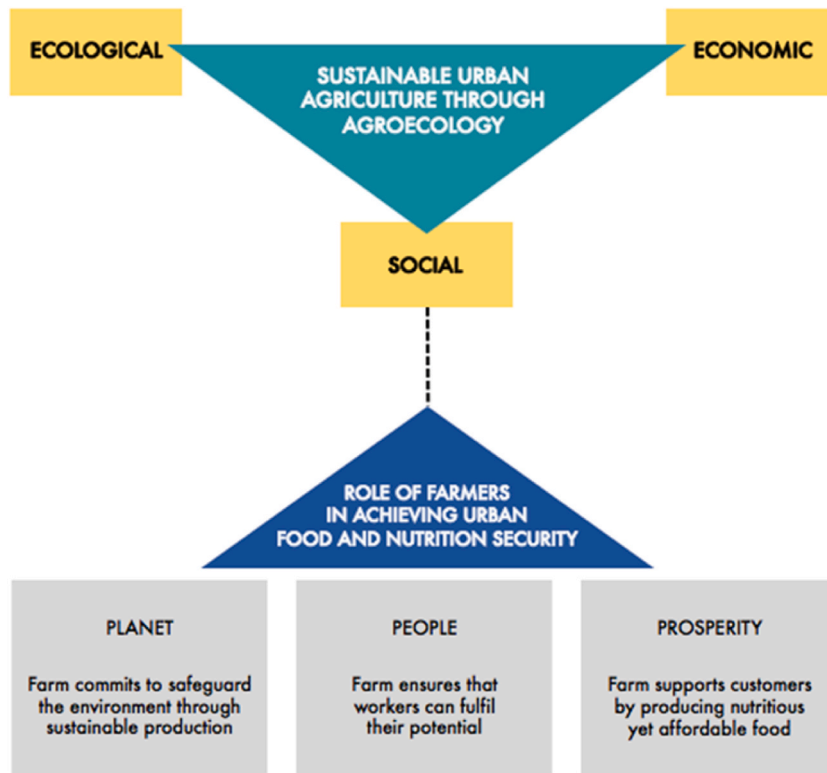 ECOLOGICAL
ECONOMIC
SUSTAINABLE URBAN
AGRICULTURE THROUGH
AGROECOLOGY
SOCIAL
ROLE OF FARMERS
IN ACHIEVING URBAN
FOOD AND NUTRITION SECURITY
PLANET
Farm commits to safeguard
the environment through
sustainable production
PEOPLE
Farm ensures that
workers can fulfil
their potential
PROSPERITY
Farm supports customers
by producing nutritious
yet affordable food